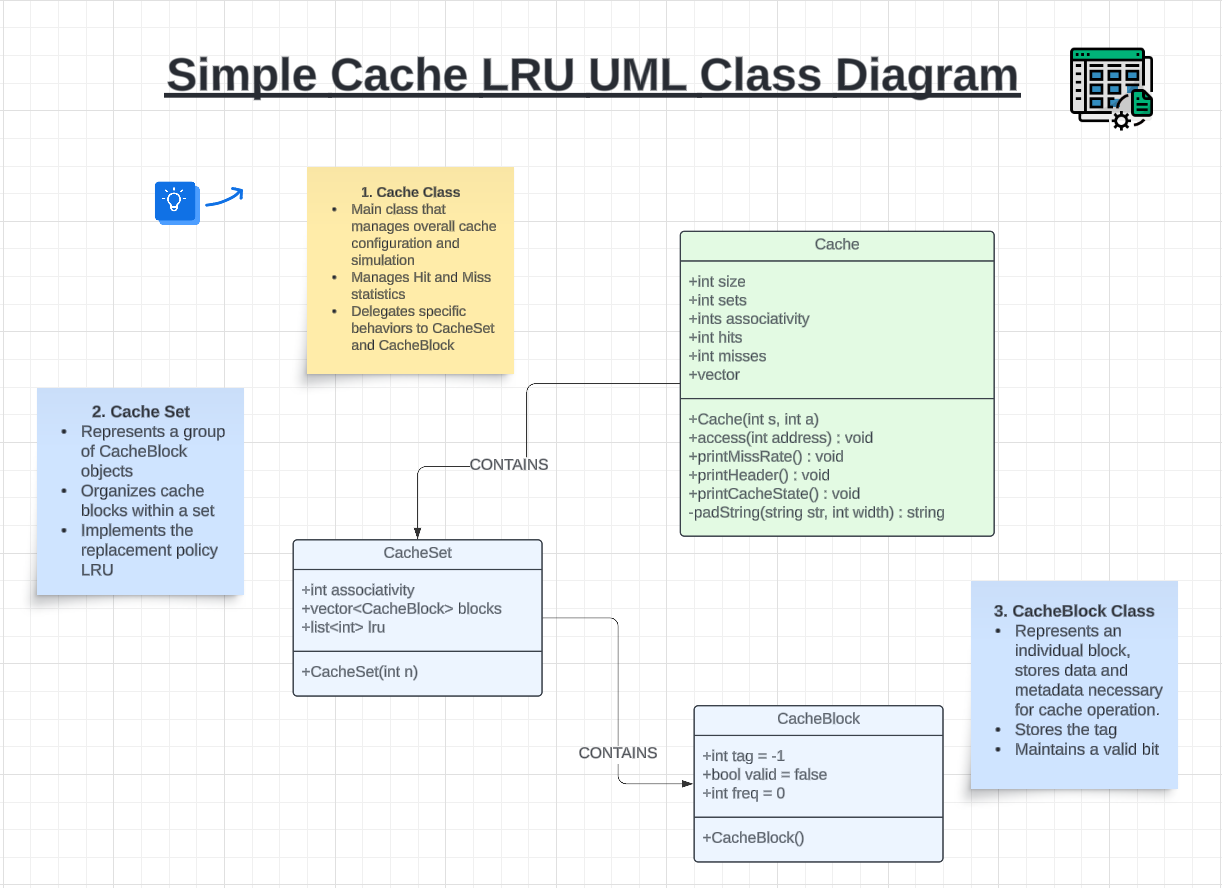 Simple Cache LRU UML Class Diagram
1. Cache Class
• Main class that
manages overall cache
configuration and
simulation
• Manages Hit and Miss
statistics
• Delegates specific
behaviors to CacheSet
and CacheBlock
Cache
+int size
+int sets
+ints associativity
+int hits
+int misses
+vector
+Cache(int s, int a)
+access(int address) : void
+printMissRate() : void
+printHeader() : void
+printCacheState() : void
-padString(string str, int width) : string
2. Cache Set
• Represents a group
of CacheBlock
objects
• Organizes cache
blocks within a set
• Implements the
replacement policy
LRU
CONTAINS
CacheSet
+int associativity
+vector<CacheBlock> blocks
+list<int> lru
+CacheSet(int n)
CONTAINS
CacheBlock
+int tag = -1
+bool valid = false
+int freq = 0
+CacheBlock()
3. CacheBlock Class
• Represents an
individual block,
stores data and
metadata necessary
for cache operation.
• Stores the tag
• Maintains a valid bit